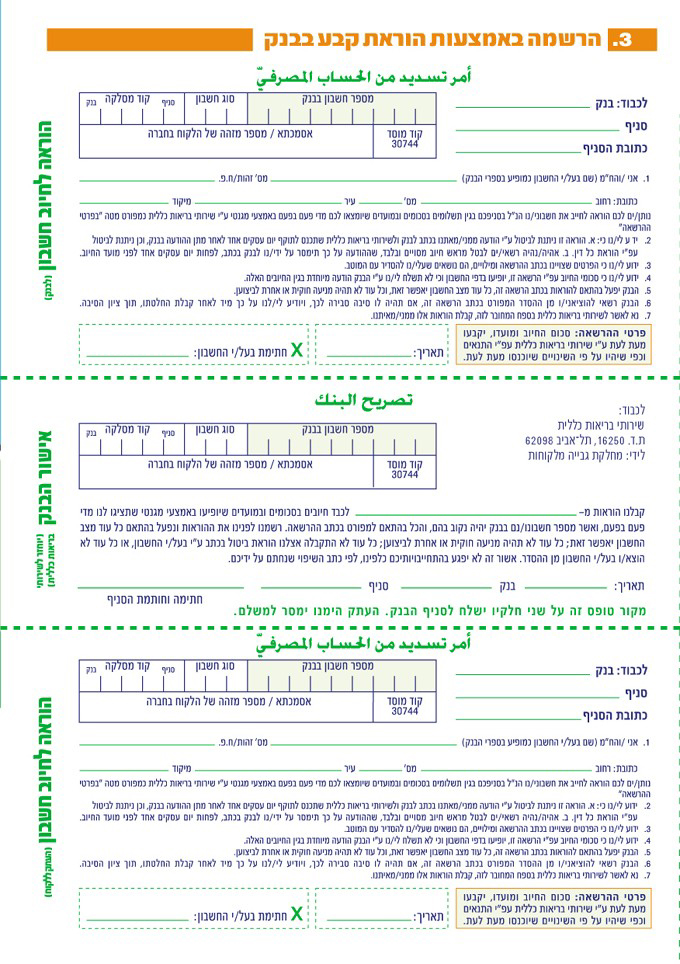 3. הרשמה באמצעות הוראת קבע בבנק
أمر تسديد من الحساب المصرفيّ
הוראה לחיוב חשבון (לבנק)
לכבוד: בנק
סניף
כתובת הסניף
מספר חשבון בבנק סוג חשבון קוד מסלקה
סניף בנק
קוד מוסד
30744
אסמכתא / מספר מזהה של הלקוח בחברה
1. אני /והח"מ (שם בעל/י החשבון כמופיע בספרי הבנק) מס' זהות/ח.פ.
כתובת: רחוב מס' עיר מיקוד
נותן/ים לכם הוראה לחייב את חשבוני/נו הנ"ל בסניפכם בגין תשלומים בסכומים ובמועדים שיומצאו לכם מדי פעם בפעם באמצעי מגנטי ע"י שירותי בריאות כללית כמפורט מטה "בפרטי
ההרשאה"
2. ידוע לי/נו כי: א. הוראה זו ניתנת לביטול ע"י הודעה ממני/מאתנו בכתב לבנק ולשירותי בריאות כללית שתכנס לתוקף יום עסקים אחד לאחר מתן ההודעה בבנק, וכן ניתנת לביטול
עפ"י הוראת כל דין. ב. אהיה/נהיה רשאי/ם לבטל מראש חיוב מסויים ובלבד, שההודעה על כך תימסר על ידי/נו לבנק בכתב, לפחות יום עסקים אחד לפני מועד החיוב.
3. ידוע לי/נו כי הפרטים שצויינו בכתב ההרשאה ומילויים, הם נושאים שעלי/נו להסדיר עם המוטב.
4. ידוע לי/נו כי סכומי חיוב עפ"י הרשאה זו, יופיעו בדפי החשבון וכי לא תשלח לי/נו ע"י הבנק הודעה מיוחדת בגין החיובים האלה.
5. הבנק יפעל בהתאם להוראות בכתב הרשאה זה, כל עוד מצב החשבון יאפשר זאת, וכל עוד לא תהיה מניעה חוקית או אחרת לביצוען.
6. הבנק רשאי להוציאני/ו מן ההסדר המפורט בכתב הרשאה זה, אם תהיה לו סיבה סבירה לכך, ויודיע לי/לנו על כך מיד לאחר קבלת החלטתו, תוך ציון הסיבה.
7. נא לאשר לשירותי בריאות כללית בספח המחובר לזה, קבלת הוראות אלו ממני/מאיתנו.
פרטי ההרשאה: סכום החיוב ומועדו, יקבעו
מעת לעת ע"י שירותי בריאות כללית עפ"י התנאים
וכפי שיהיו על פי השינויים שיוכנסו מעת לעת.
תאריך:
X חתימת בעל/י החשבון:
تصريح البنك
אישור הבנק (יוחזר לשירותי
בריאות כללית)
לכבוד:
שירותי בריאות כללית
ת.ד. 16250, תל־אביב 62098
לידי: מחלקת גבייה מלקוחות
מספר חשבון בבנק סוג חשבון קוד מסלקה
סניף בנק
קוד מוסד
30744
אסמכתא / מספר מזהה של הלקוח בחברה
קבלנו הוראות מ– לכבד חיובים בסכומים ובמועדים שיופיעו באמצעי מגנטי שתציגו לנו מדי
פעם בפעם, ואשר מספר חשבונו/נם בבנק יהיה נקוב בהם, והכל בהתאם למפורט בכתב ההרשאה. רשמנו לפנינו את ההוראות ונפעל בהתאם כל עוד מצב
החשבון יאפשר זאת; כל עוד לא תהיה מניעה חוקית או אחרת לביצוען; כל עוד לא התקבלה אצלנו הוראת ביטול בכתב ע"י בעל/י החשבון, או כל עוד לא
הוצא/ו בעל/י החשבון מן ההסדר. אשור זה לא יפגע בהתחייבויותיכם כלפינו, לפי כתב השיפוי שנחתם על ידיכם.
תאריך: בנק סניף
חתימה וחותמת הסניף
מקור טופס זה על שני חלקיו ישלח לסניף הבנק. העתק הימנו ימסר למשלם.
أمر تسديد من الحساب المصرفيّ
הוראה לחיוב חשבון (העתק ללקוח)
לכבוד: בנק
סניף
כתובת הסניף
מספר חשבון בבנק סוג חשבון קוד מסלקה
סניף בנק
קוד מוסד
30744
אסמכתא / מספר מזהה של הלקוח בחברה
1. אני /והח"מ (שם בעל/י החשבון כמופיע בספרי הבנק) מס' זהות/ח.פ.
כתובת: רחוב מס' עיר מיקוד
נותן/ים לכם הוראה לחייב את חשבוני/נו הנ"ל בסניפכם בגין תשלומים בסכומים ובמועדים שיומצאו לכם מדי פעם בפעם באמצעי מגנטי ע"י שירותי בריאות כללית כמפורט מטה "בפרטי
ההרשאה"
2. ידוע לי/נו כי: א. הוראה זו ניתנת לביטול ע"י הודעה ממני/מאתנו בכתב לבנק ולשירותי בריאות כללית שתכנס לתוקף יום עסקים אחד לאחר מתן ההודעה בבנק, וכן ניתנת לביטול
עפ"י הוראת כל דין. ב. אהיה/נהיה רשאי/ם לבטל מראש חיוב מסויים ובלבד, שההודעה על כך תימסר על ידי/נו לבנק בכתב, לפחות יום עסקים אחד לפני מועד החיוב.
3. ידוע לי/נו כי הפרטים שצויינו בכתב ההרשאה ומילויים, הם נושאים שעלי/נו להסדיר עם המוטב.
4. ידוע לי/נו כי סכומי חיוב עפ"י הרשאה זו, יופיעו בדפי החשבון וכי לא תשלח לי/נו ע"י הבנק הודעה מיוחדת בגין החיובים האלה.
5. הבנק יפעל בהתאם להוראות בכתב הרשאה זה, כל עוד מצב החשבון יאפשר זאת, וכל עוד לא תהיה מניעה חוקית או אחרת לביצוען.
6. הבנק רשאי להוציאני/ו מן ההסדר המפורט בכתב הרשאה זה, אם תהיה לו סיבה סבירה לכך, ויודיע לי/לנו על כך מיד לאחר קבלת החלטתו, תוך ציון הסיבה.
7. נא לאשר לשירותי בריאות כללית בספח המחובר לזה, קבלת הוראות אלו ממני/מאיתנו.
פרטי ההרשאה: סכום החיוב ומועדו, יקבעו
מעת לעת ע"י שירותי בריאות כללית עפ"י התנאים
וכפי שיהיו על פי השינויים שיוכנסו מעת לעת.
תאריך:
X חתימת בעל/י החשבון: